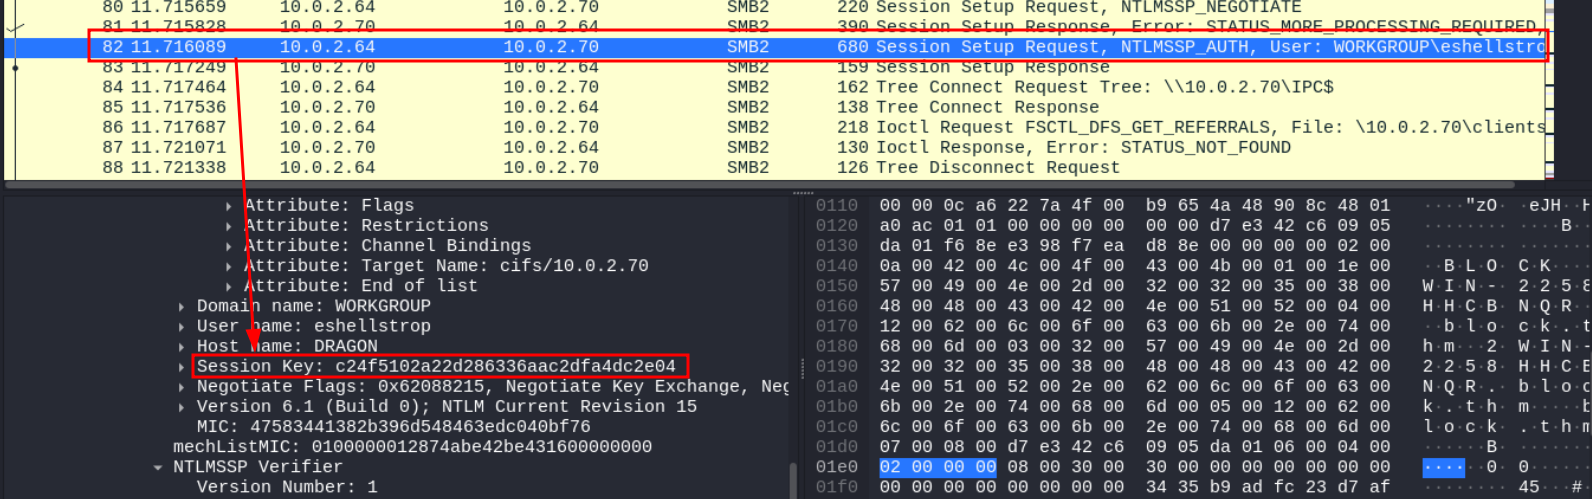 80 11.715659 10.0.2.64 10.0.2.70 SMB2 220 Session Setup Request, NTLMSSP_NEGOTIATE
81 11.715828 10.0.2.70 10.0.2.64 SMB2 390 Session Setup Response, Error: STATUS_MORE_PROCESSING_REQUIRED,
82 11.716089 10.0.2.64 10.0.2.70 SMB2 680 Session Setup Request, NTLMSSP_AUTH, User: WORKGROUP\eshellstro
83 11.717249 10.0.2.70 10.0.2.64 SMB2 159 Session Setup Response
84 11.717464 10.0.2.64 10.0.2.70 SMB2 162 Tree Connect Request Tree: \\10.0.2.70\IPC$
85 11.717536 10.0.2.70 10.0.2.64 SMB2 138 Tree Connect Response
86 11.717687 10.0.2.64 10.0.2.70 SMB2 218 Ioctl Request FSCTL_DFS_GET_REFERRALS, File: \10.0.2.70\clients
87 11.721071 10.0.2.70 10.0.2.64 SMB2 130 Ioctl Response, Error: STATUS_NOT_FOUND
88 11.721338 10.0.2.64 10.0.2.70 SMB2 126 Tree Disconnect Request
Attribute: Flags
Attribute: Restrictions
Attribute: Channel Bindings
Attribute: Target Name: cifs/10.0.2.70
Attribute: End of list
Domain name: WORKGROUP
User name: eshellstrop
Host name: DRAGON
Session Key: c24f5102a22d286336aac2dfa4dc2e04
Negotiate Flags: 0x62088215, Negotiate Key Exchange, Neg
Version 6.1 (Build 0); NTLM Current Revision 15
MIC: 47583441382b396d548463edc040bf76
mechListMIC: 0100000012874abe42be431600000000
NTLMSSP Verifier
Version Number: 1
0110 00 00 0c a6 22 7a 4f 00 b9 65 4a 48 90 8c 48 01 ····"zO· ·eJH··H
0120 a0 ac 01 01 00 00 00 00 00 00 d7 e3 42 c6 09 05 ········ ····B···
0130 da 01 f6 8e e3 98 f7 ea d8 8e 00 00 00 00 02 00 ········ ········
0140 0a 00 42 00 4c 00 4f 00 43 00 4b 00 01 00 1e 00 ··B·L·O· C·K·····
0150 57 00 49 00 4e 00 2d 00 32 00 32 00 35 00 38 00 W·I·N·-· 2·2·5·8
0160 48 00 48 00 43 00 42 00 4e 00 51 00 52 00 04 00 H·H·C·B· N·Q·R·
0170 12 00 62 00 6c 00 6f 00 63 00 6b 00 2e 00 74 00 ··b·l·o· c·k·.·t
0180 68 00 6d 00 03 00 32 00 57 00 49 00 4e 00 2d 00 h·m···2· W·I·N·-
0190 32 00 32 00 35 00 38 00 48 00 48 00 43 00 42 00 2·2·5·8· H·H·C·B
01a0 4e 00 51 00 52 00 2e 00 62 00 6c 00 6f 00 63 00 N·Q·R·.· b·l·o·c
01b0 6b 00 2e 00 74 00 68 00 6d 00 05 00 12 00 62 00 k·.·t·h· m·····b
01c0 6c 00 6f 00 63 00 6b 00 2e 00 74 00 68 00 6d 00 l·o·c·k· .·t·h·m
01d0 07 00 08 00 d7 e3 42 c6 09 05 da 01 06 00 04 00 ······B· ········
01e0 02 00 00 00 08 00 30 00 30 00 00 00 00 00 00 00 ······0· 0·······
01f0 00 00 00 00 00 00 00 00 34 35 b9 ad fc 23 d7 af ········ 45···#··